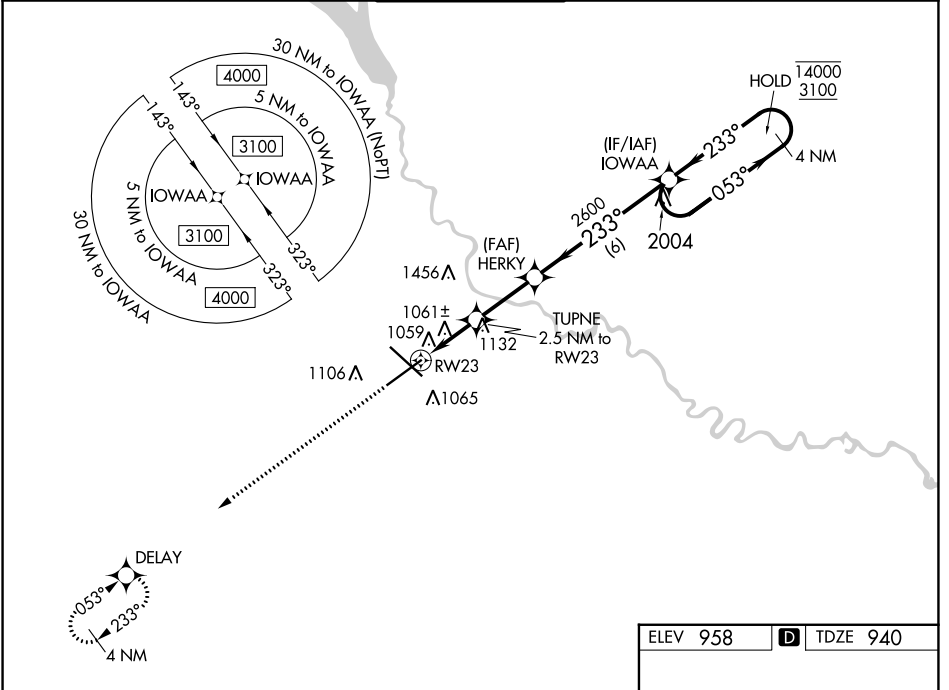 30 NM to IOWAA (NoPT)
4000
143°
5 NM to IOWAA
3100
IOWAA
323°
143°
IOWAA
5 NM to IOWAA
3100
30 NM to IOWAA
4000
323°
HOLD
14000
3100
4 NM
233°
053°
(IF/IAF)
IOWAA
2004
2600
233°
(6)
(FAF)
HERKY
1456
1061±
1059
1132
TUPNE
2.5 NM to
RW23
RW23
1106
1065
DELAY
053°
233°
4 NM
ELEV 958 D TDZE 940